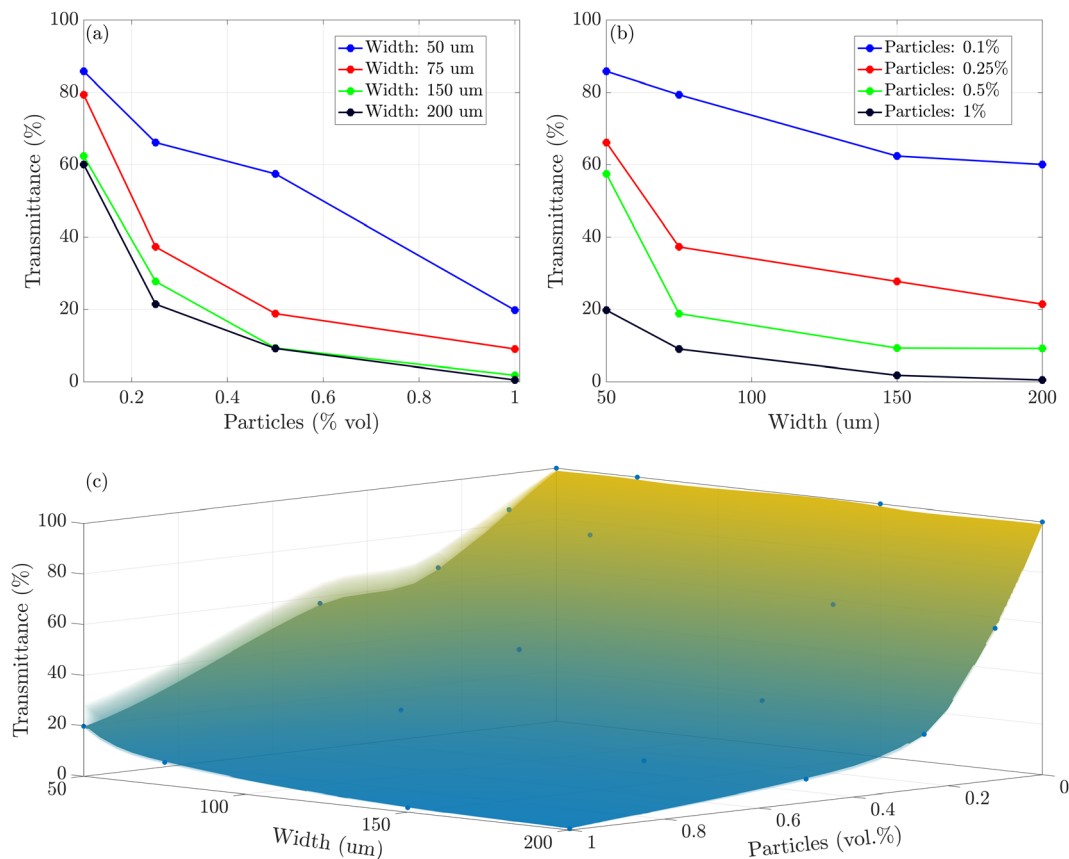 (a)
Width: 50 um
Width: 75 um
Width: 150 um
Width: 200 um
100
80
60
40
20
0
Transmittance (%)
0.2 0.4 0.6 0.8 1
Particles (% vol)
(b)
Particles: 0.1%
Particles: 0.25%
Particles: 0.5%
Particles: 1%
100
80
60
40
20
0
Transmittance (%)
50 100 150 200
Width (um)
(c)
100
80
60
40
20
0
Transmittance (%)
50
100
150
200
Width (um)
1
0.8
0.6
0.4
0.2
0
Particles (vol.%)